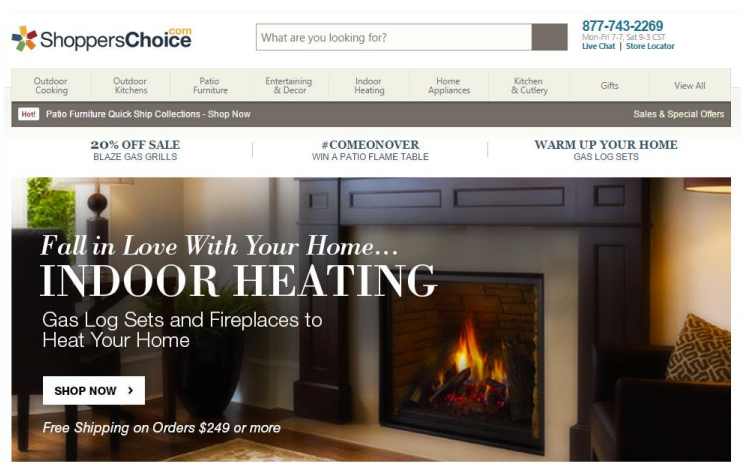 ShoppersChoice.com
What are you looking for?
877-743-2269
Mon-Fri 7-7, Sat 9-3 CST
Live Chat | Store Locator
Outdoor Cooking
Outdoor Kitchens
Patio Furniture
Entertaining & Decor
Indoor Heating
Home Appliances
Kitchen & Cutlery
Gifts
View All
Hot! Patio Furniture Quick Ship Collections - Shop Now
Sales & Special Offers
20% OFF SALE
BLAZE GAS GRILLS
#COMEONOVER
WIN A PATIO FLAME TABLE
WARM UP YOUR HOME
GAS LOG SETS
Fall in Love With Your Home...
INDOOR HEATING
Gas Log Sets and Fireplaces to
Heat Your Home
SHOP NOW >
Free Shipping on Orders $249 or more